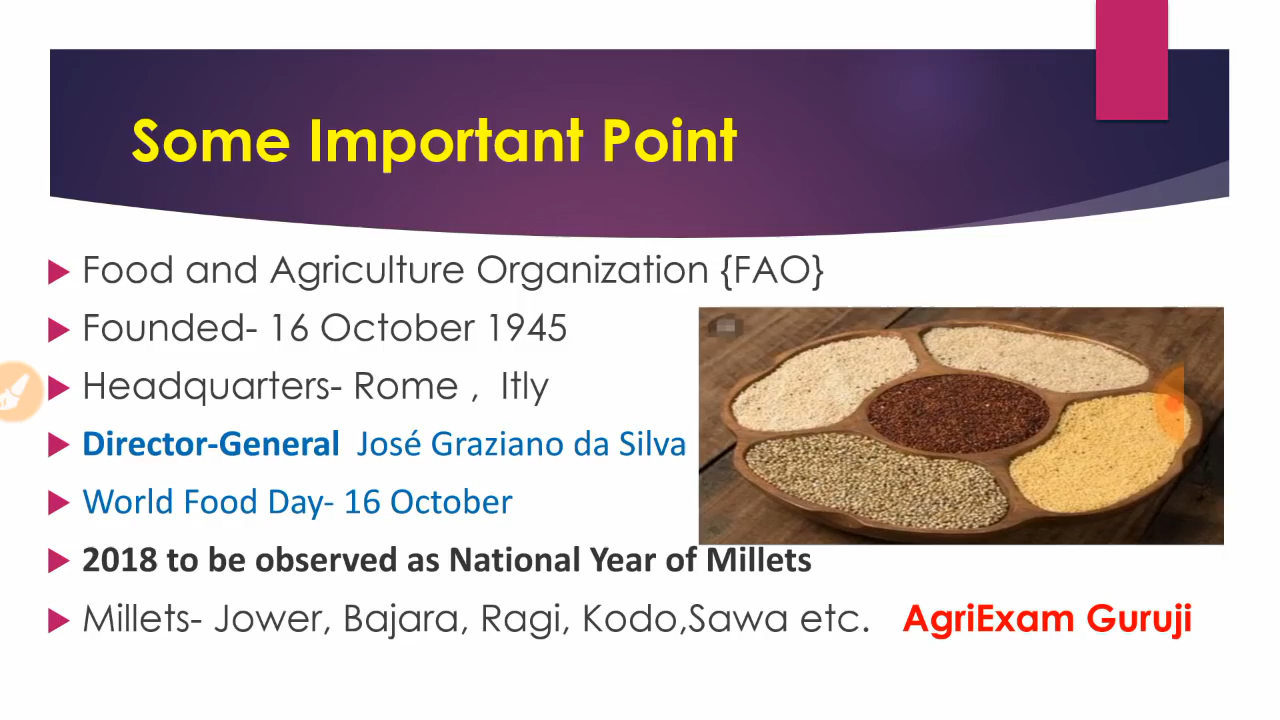 Some Important Point
Food and Agriculture Organization {FAO}
Founded- 16 October 1945
Headquarters- Rome , Itly
Director-General José Graziano da Silva
World Food Day- 16 October
2018 to be observed as National Year of Millets
Millets- Jower, Bajara, Ragi, Kodo,Sawa etc. AgriExam Guruji